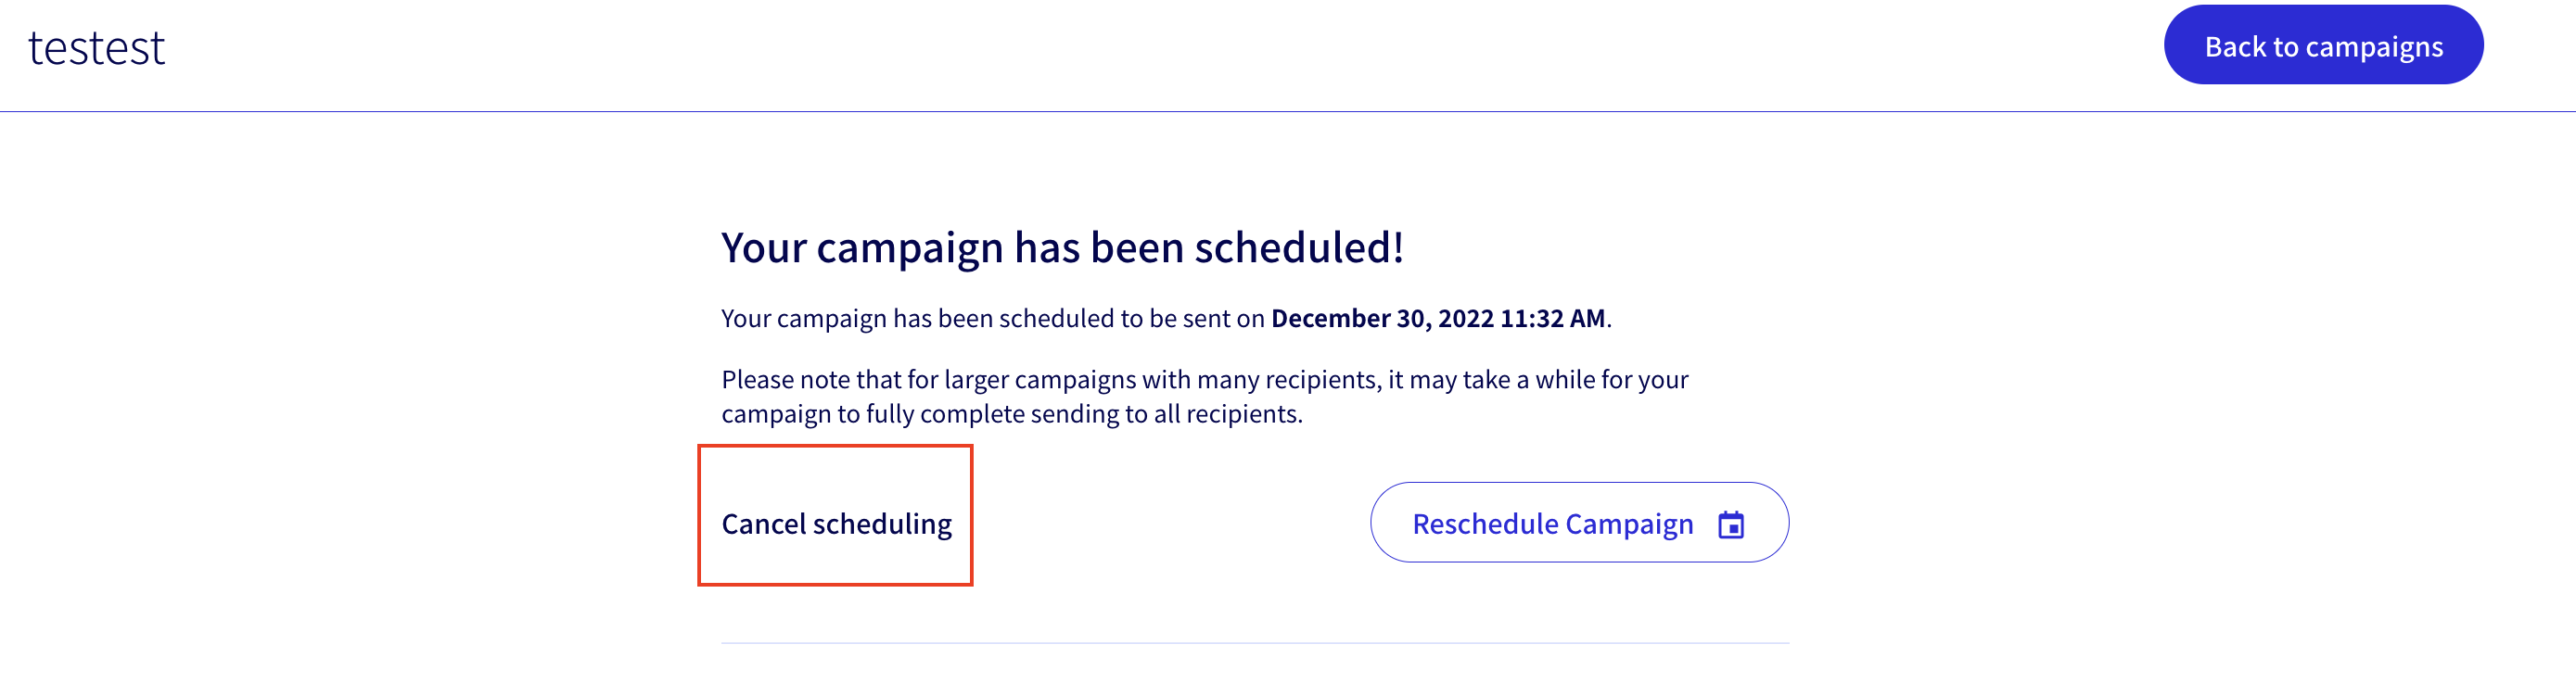 testest
Back to campaigns
Your campaign has been scheduled!
Your campaign has been scheduled to be sent on December 30, 2022 11:32 AM.
Please note that for larger campaigns with many recipients, it may take a while for your
campaign to fully complete sending to all recipients.
Cancel scheduling
Reschedule Campaign